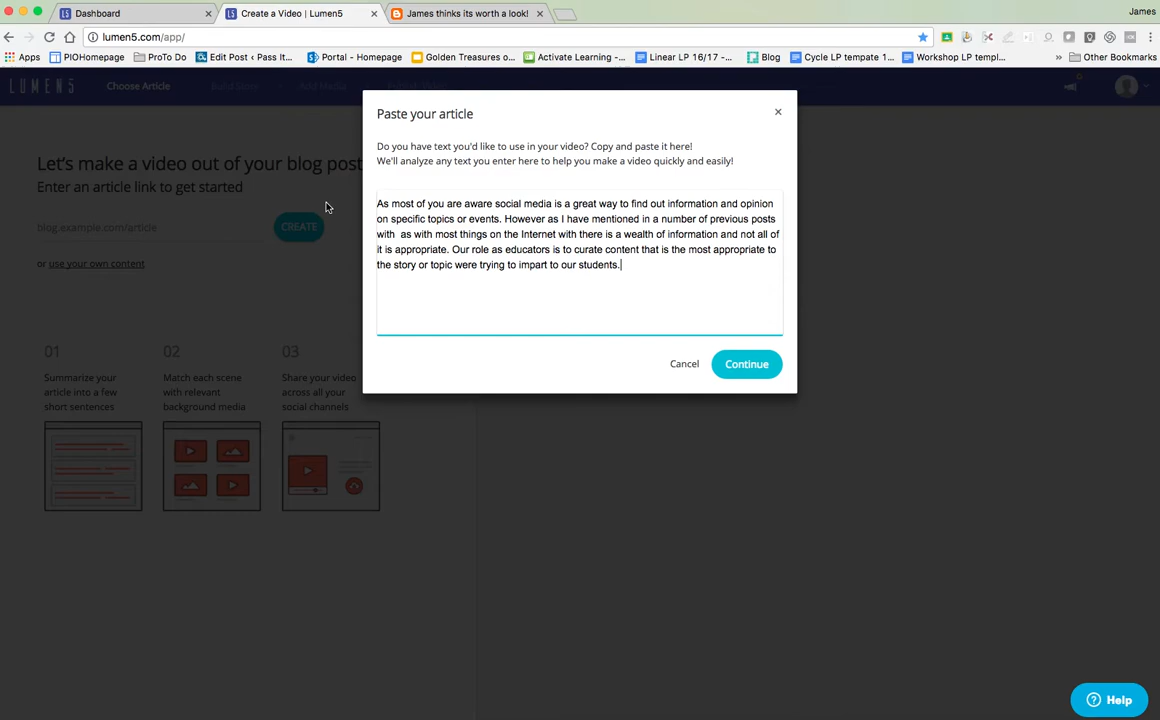 Dashboard
Create a Video | Lumen5
James thinks its worth a look!
James
lumen5.com/app/
Apps
PIOHomepage
ProTo Do
Edit Post ‹ Pass It...
Portal - Homepage
Golden Treasures o...
Activate Learning -...
Linear LP 16/17 -...
Blog
Cycle LP tempate 1...
Workshop LP templ...
»
Other Bookmarks
LUMEN5
Choose Article
Build Story
Add Media
Let's make a video out of your blog post
Enter an article link to get started
blog.example.com/article
CREATE
or use your own content
01
Summarize your
article into a few
short sentences
02
Match each scene
with relevant
background media
03
Share your video
across all your
social channels
Paste your article
×
Do you have text you'd like to use in your video? Copy and paste it here!
We'll analyze any text you enter here to help you make a video quickly and easily!
As most of you are aware social media is a great way to find out information and opinion
on specific topics or events. However as I have mentioned in a number of previous posts
with  as with most things on the Internet with there is a wealth of information and not all of
it is appropriate. Our role as educators is to curate content that is the most appropriate to
the story or topic were trying to impart to our students.
Cancel
Continue
Help